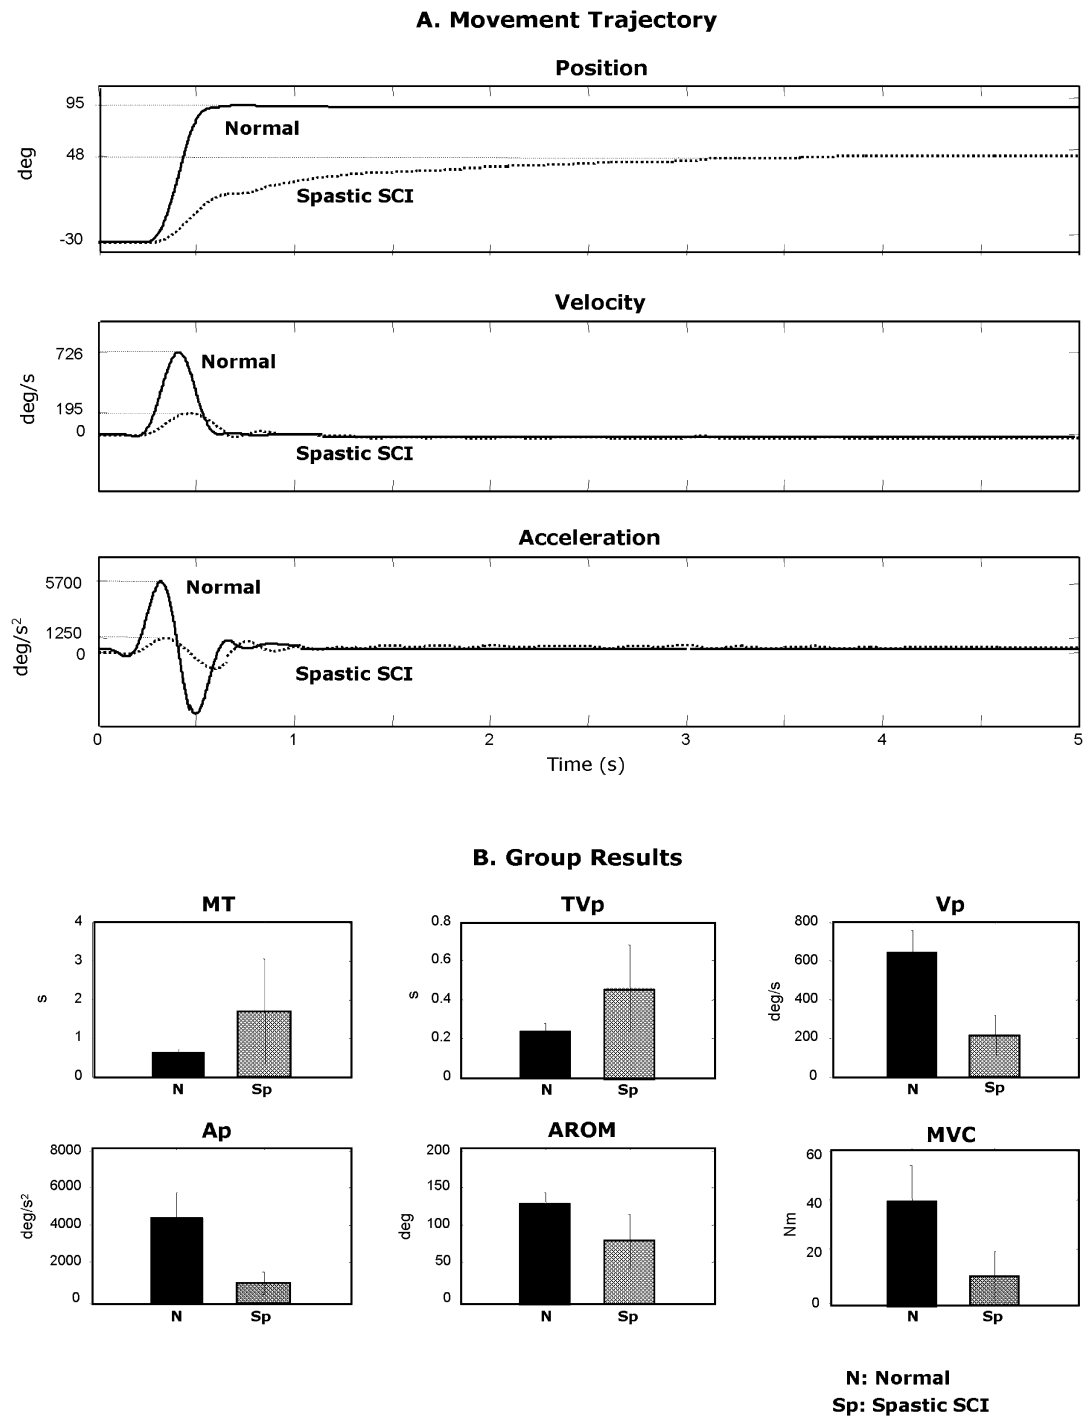 A. Movement Trajectory
Position
95
Normal
48
deg
Spastic SCI
-30
Velocity
726
Normal
deg/s
195
0
Spastic SCI
Acceleration
5700
Normal
deg/s²
1250
0
Spastic SCI
0 1 2 3 4 5
Time (s)
B. Group Results
MT TVp Vp
4
3
2
1
0
s
N Sp
0.8
0.6
0.4
0.2
0
s
N Sp
800
600
400
200
0
deg/s
N Sp
Ap AROM MVC
8000
6000
4000
2000
0
deg/s²
N Sp
200
150
100
50
0
deg
N Sp
60
40
20
0
Nm
N Sp
N: Normal
Sp: Spastic SCI